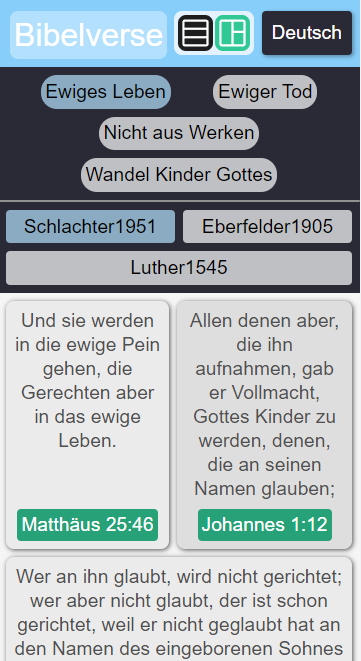 Bibelverse
Deutsch
Ewiges Leben
Ewiger Tod
Nicht aus Werken
Wandel Kinder Gottes
Schlachter1951
Eberfelder1905
Luther1545
Und sie werden
in die ewige Pein
gehen, die
Gerechten aber
in das ewige
Leben.
Matthäus 25:46
Allen denen aber,
die ihn
aufnahmen, gab
er Vollmacht,
Gottes Kinder zu
werden, denen,
die an seinen
Namen glauben;
Johannes 1:12
Wer an ihn glaubt, wird nicht gerichtet;
wer aber nicht glaubt, der ist schon
gerichtet, weil er nicht geglaubt hat an
den Namen des eingeborenen Sohnes